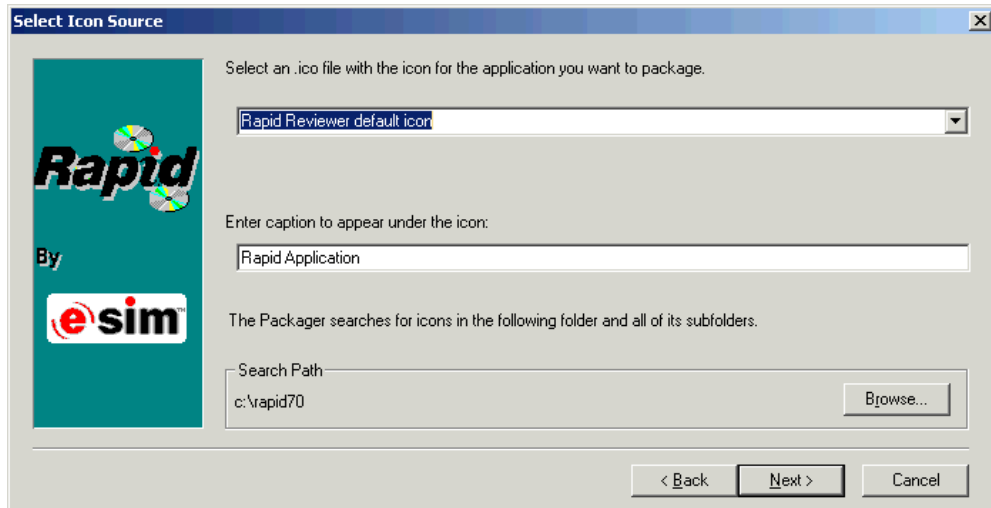 Select Icon Source
Select an .ico file with the icon for the application you want to package.
Rapid Reviewer default icon
Rapid
Enter caption to appear under the icon:
By
Rapid Application
e sim™
The Packager searches for icons in the following folder and all of its subfolders.
Search Path
c:\rapid70
Browse...
< Back
Next >
Cancel